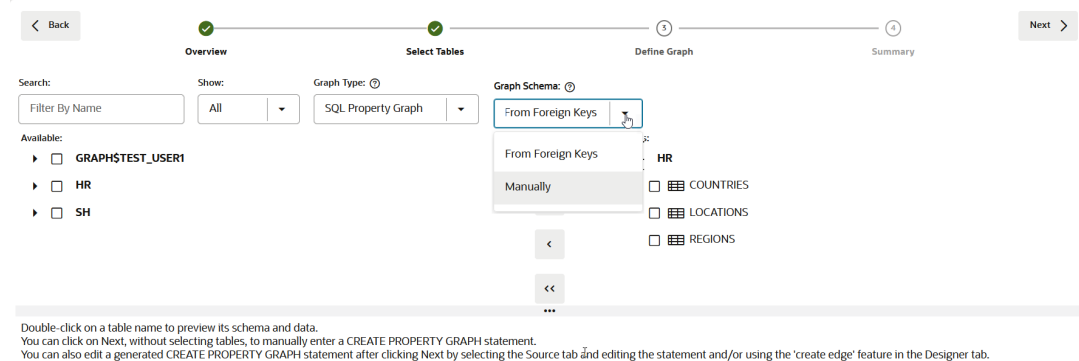 Back
Next
3
4
Overview
Select Tables
Define Graph
Summary
Search:
Show:
Graph Type: ?
Graph Schema: ?
Filter By Name
All
SQL Property Graph
From Foreign Keys
Available:
s:
GRAPH$TEST_USER1
From Foreign Keys
HR
HR
Manually
COUNTRIES
SH
LOCATIONS
REGIONS
Double-click on a table name to preview its schema and data.
You can click on Next, without selecting tables, to manually enter a CREATE PROPERTY GRAPH statement.
You can also edit a generated CREATE PROPERTY GRAPH statement after clicking Next by selecting the Source tab and editing the statement and/or using the 'create edge' feature in the Designer tab.